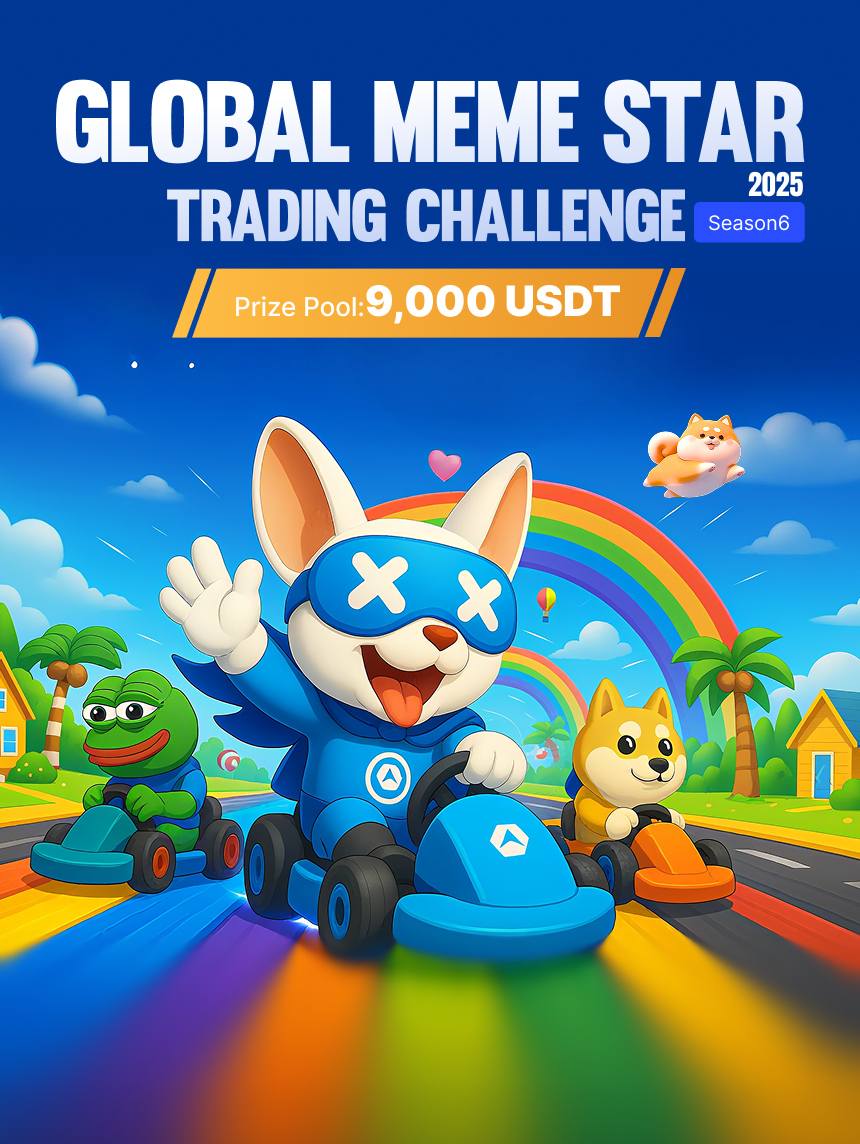 GLOBAL MEME STAR
2025
TRADING CHALLENGE
Season6
Prize Pool:9,000 USDT